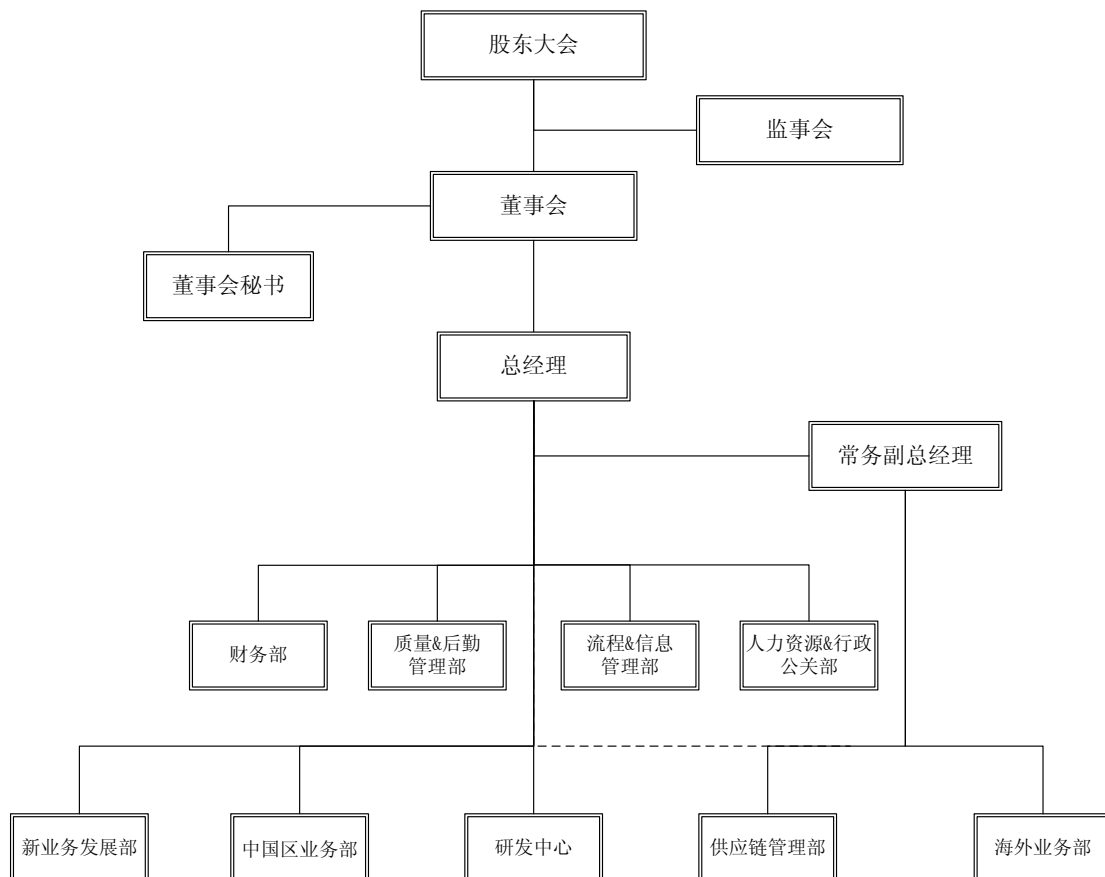 股东大会
监事会
董事会
董事会秘书
总经理
常务副总经理
财务部
质量&后勤
管理部
流程&信息
管理部
人力资源&行政
公关部
新业务发展部
中国区业务部
研发中心
供应链管理部
海外业务部